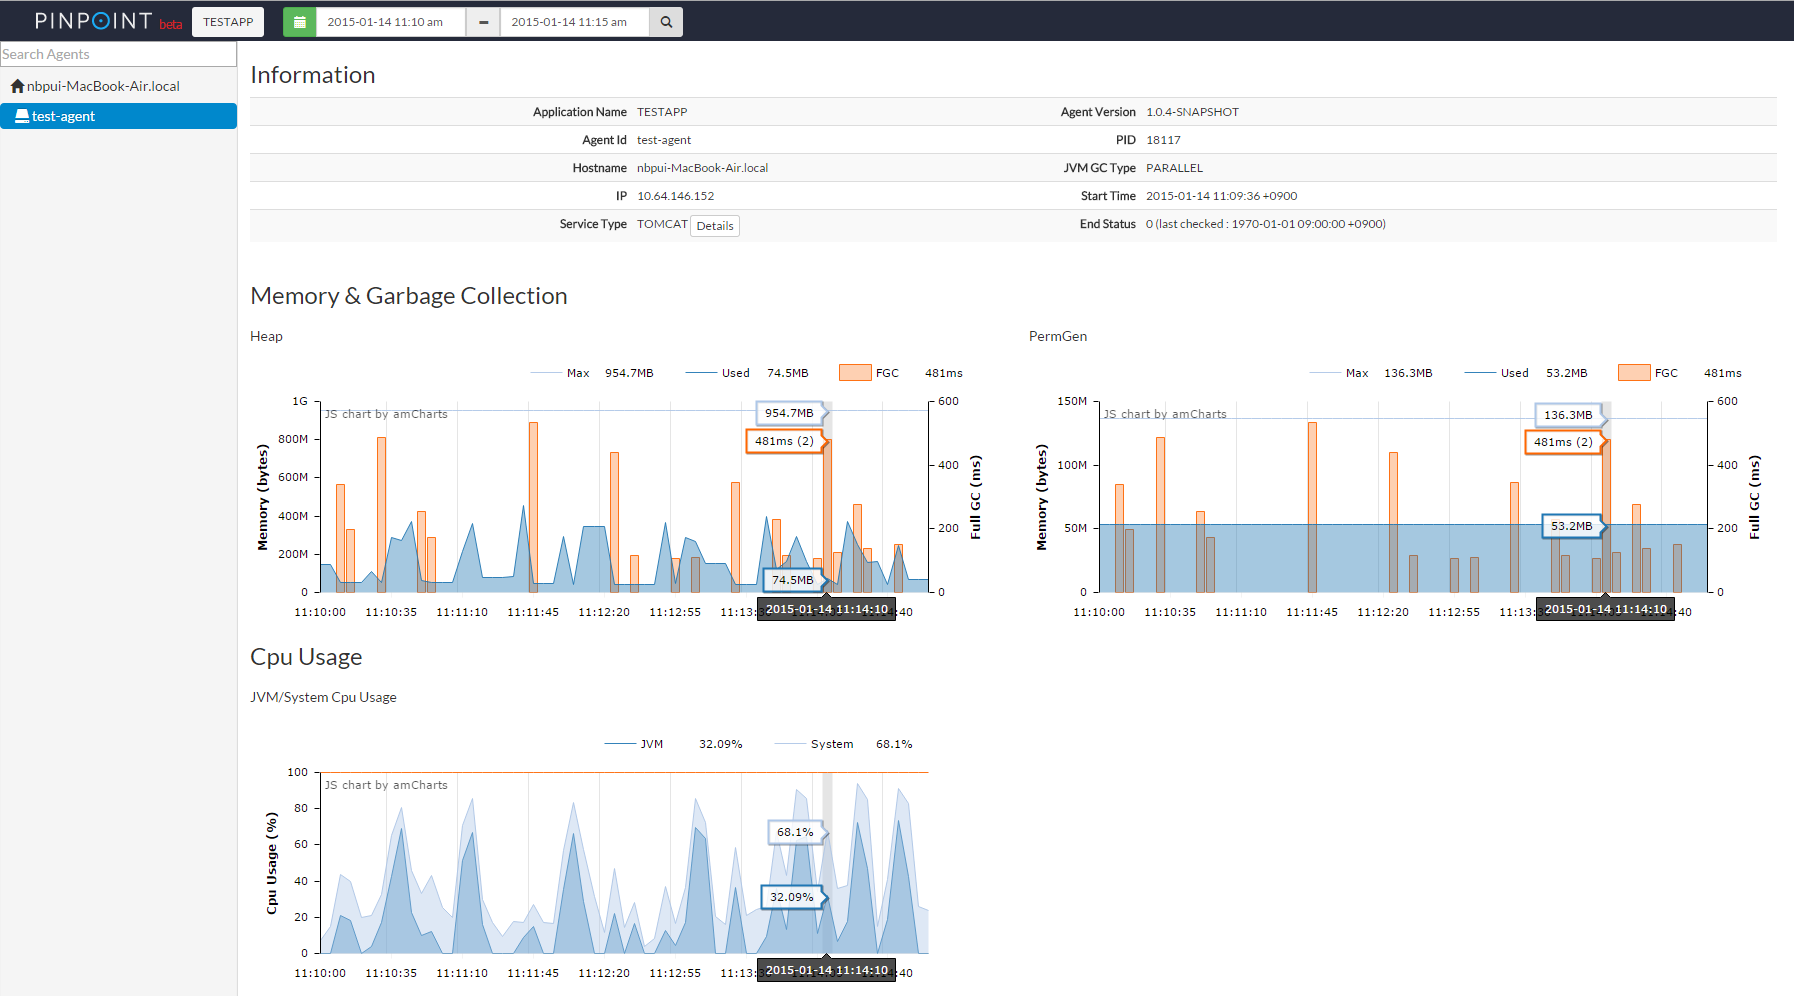 PINPOINT beta TESTAPP 2015-01-14 11:10 am 2015-01-14 11:15 am
Search Agents
nbpui-MacBook-Air.local
test-agent
Information
Application Name TESTAPP Agent Version 1.0.4-SNAPSHOT
Agent Id test-agent PID 18117
Hostname nbpui-MacBook-Air.local JVM GC Type PARALLEL
IP 10.64.146.152 Start Time 2015-01-14 11:09:36 +0900
Service Type TOMCAT Details End Status 0 (last checked : 1970-01-01 09:00:00 +0900)
Memory & Garbage Collection
Heap
Max 954.7MB Used 74.5MB FGC 481ms
JS chart by amCharts
Memory (bytes)
1G
800M
600M
400M
200M
0
954.7MB
481ms (2)
74.5MB
600
400
200
0
Full GC (ms)
11:10:00 11:10:35 11:11:10 11:11:45 11:12:20 11:12:55 2015-01-14 11:14:10
PermGen
Max 136.3MB Used 53.2MB FGC 481ms
JS chart by amCharts
Memory (bytes)
150M
100M
50M
0
136.3MB
481ms (2)
53.2MB
600
400
200
0
Full GC (ms)
11:10:00 11:10:35 11:11:10 11:11:45 11:12:20 11:12:55 2015-01-14 11:14:10
Cpu Usage
JVM/System Cpu Usage
JVM 32.09% System 68.1%
JS chart by amCharts
Cpu Usage (%)
100
80
60
40
20
0
68.1%
32.09%
11:10:00 11:10:35 11:11:10 11:11:45 11:12:20 11:12:55 2015-01-14 11:14:10